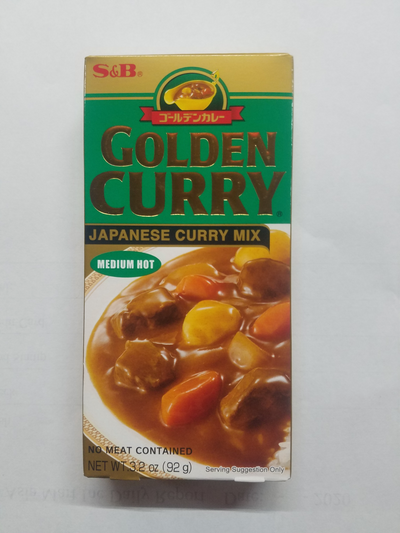 S&B®
ゴールデンカレー
GOLDEN
CURRY®
JAPANESE CURRY MIX
MEDIUM HOT
NO MEAT CONTAINED
NET WT 3.2 oz (92 g)
Serving Suggestion Only